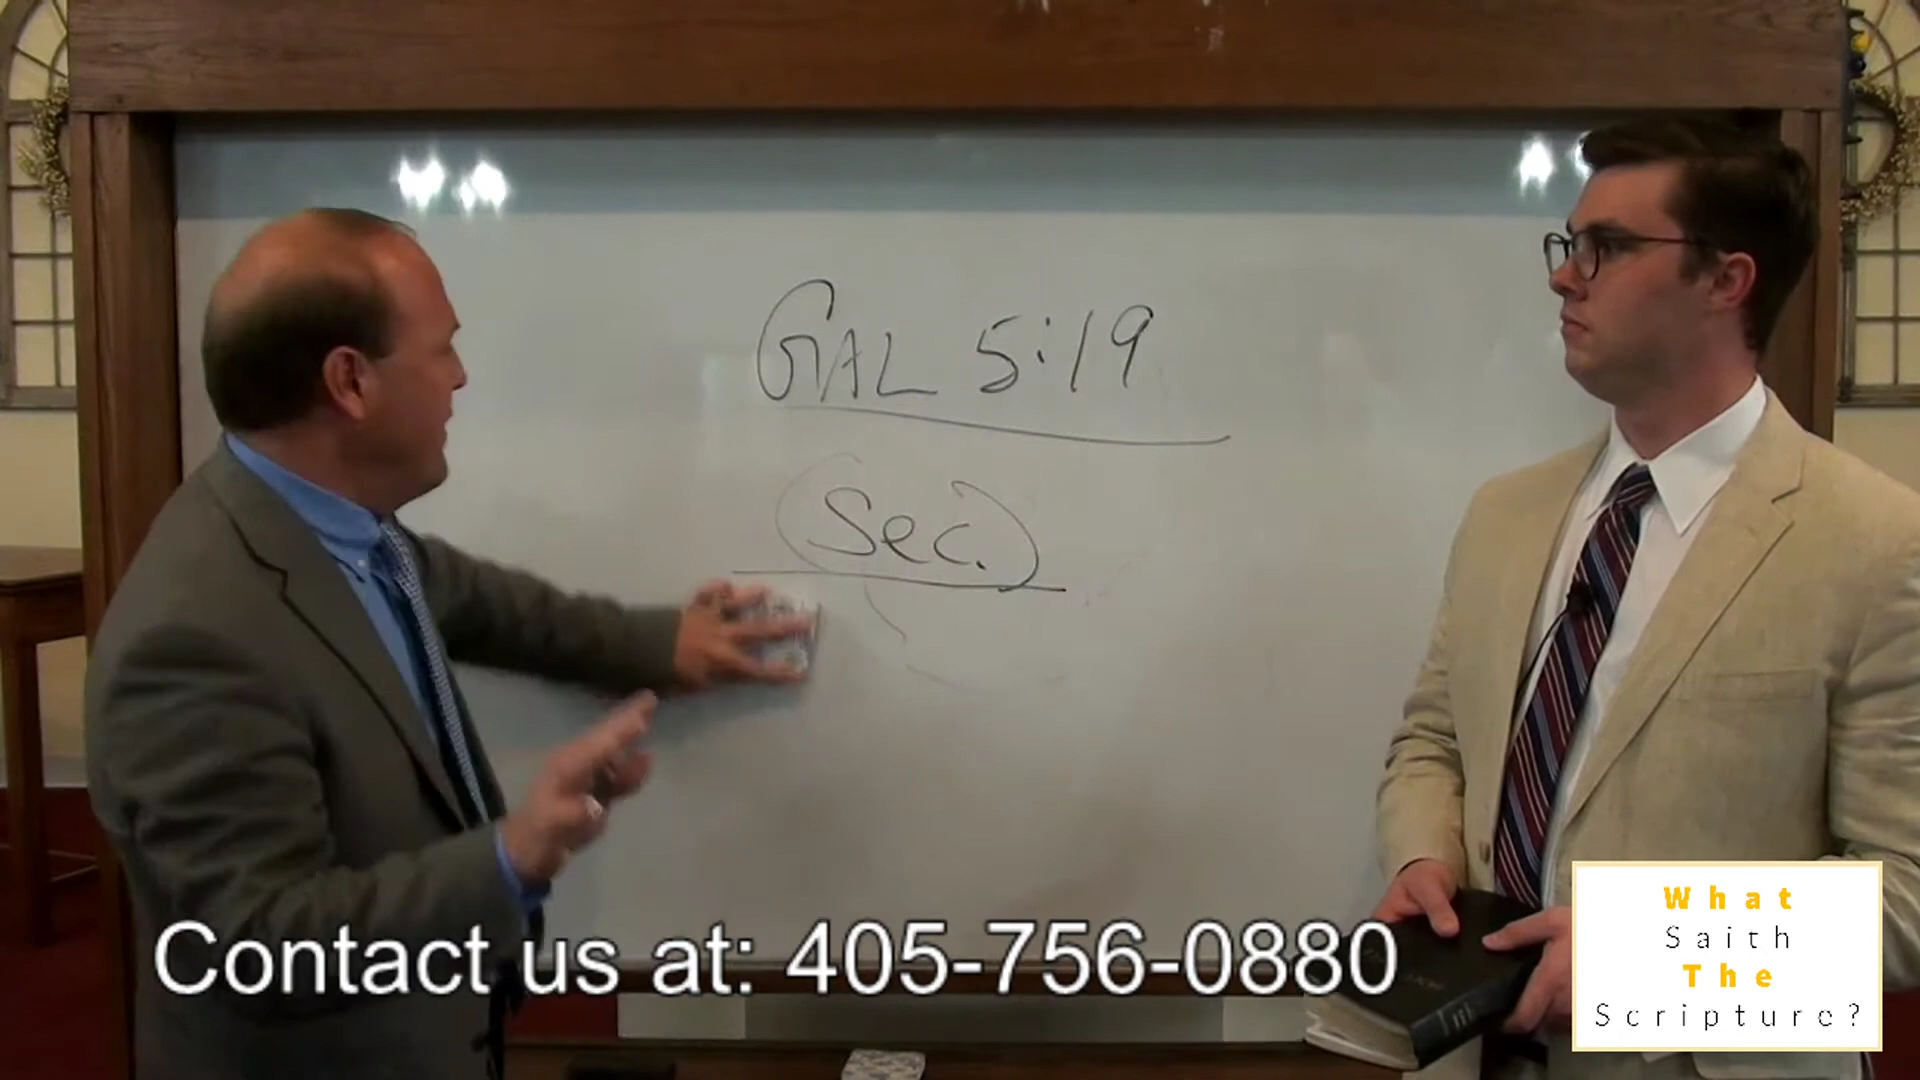 GAL 5:19
(Sec.)
Contact us at: 405-756-0880
What
Saith
The
Scripture?